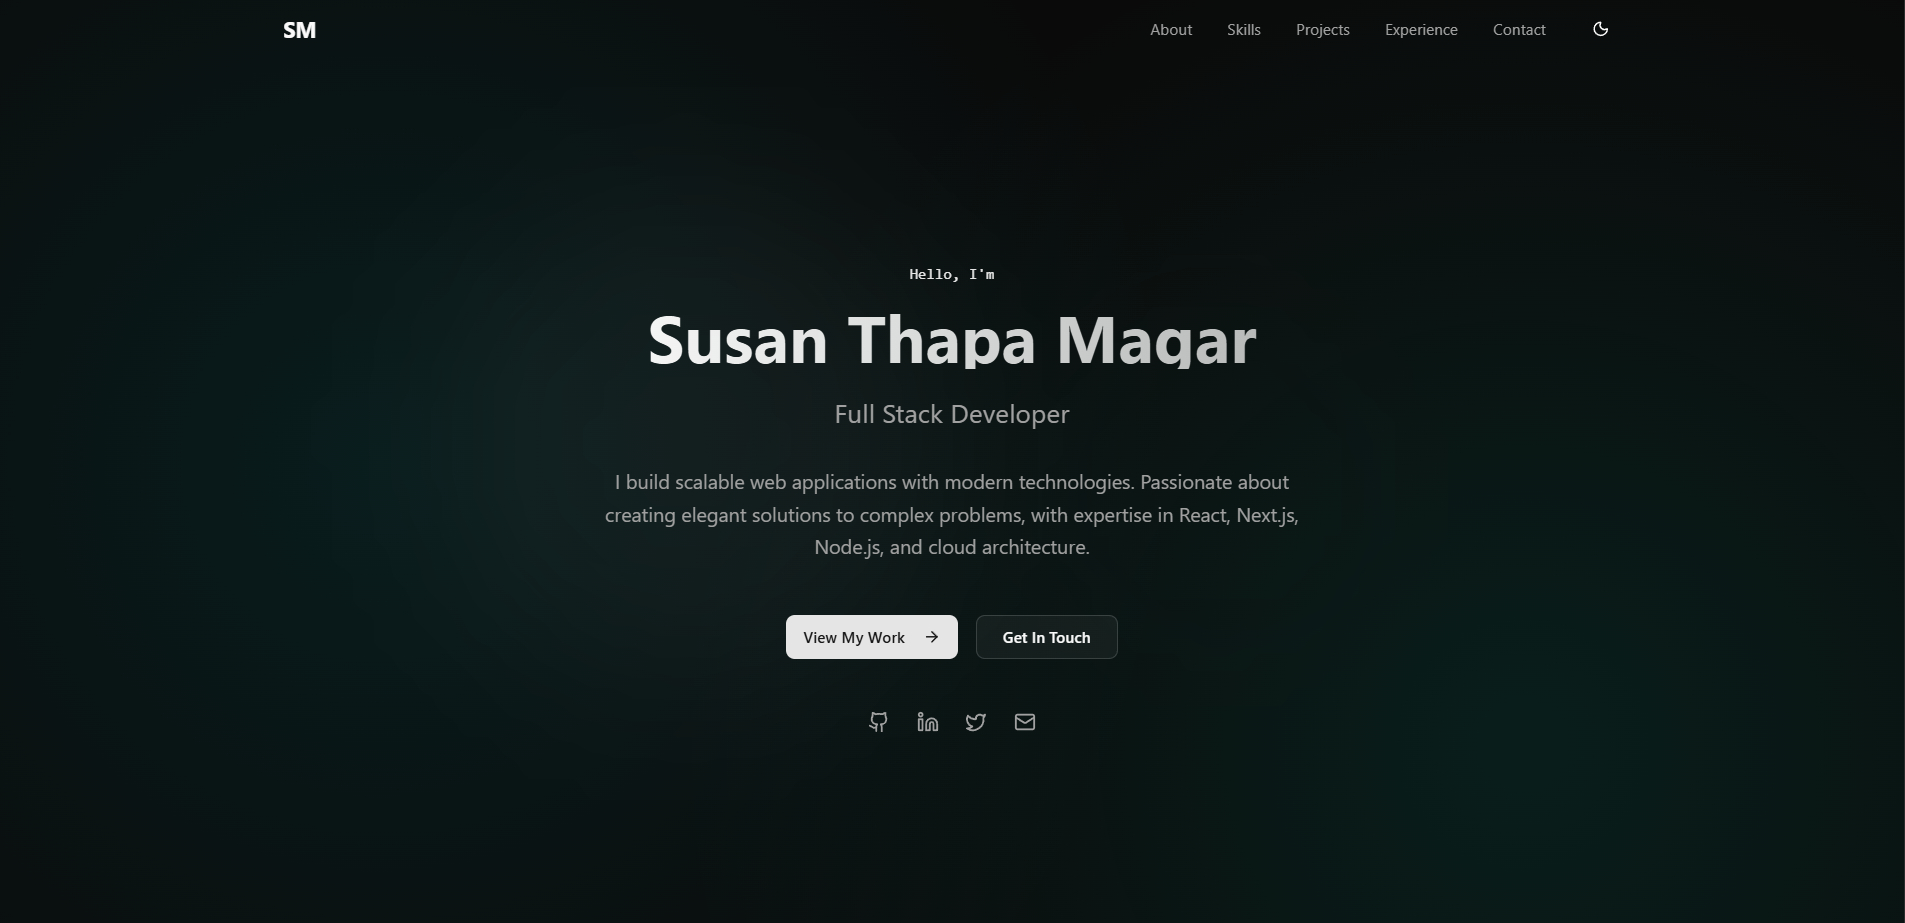 SM
About Skills Projects Experience Contact
Hello, I'm
Susan Thapa Magar
Full Stack Developer
I build scalable web applications with modern technologies. Passionate about
creating elegant solutions to complex problems, with expertise in React, Next.js,
Node.js, and cloud architecture.
View My Work Get In Touch